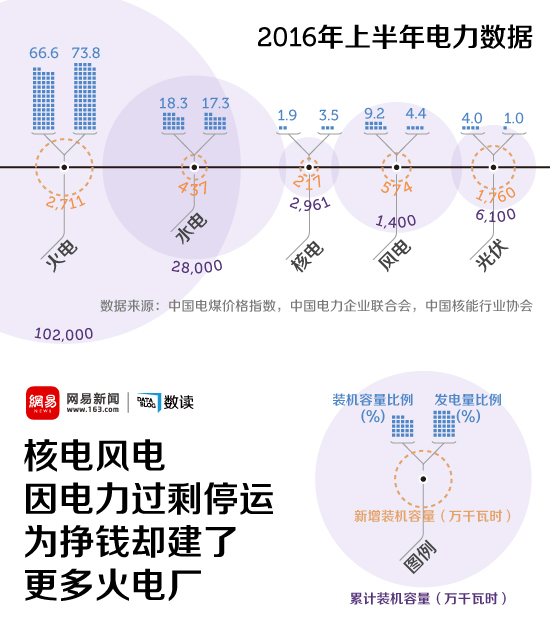 2016年上半年电力数据
66.6 73.8
18.3 17.3
1.9 3.5
9.2 4.4
4.0 1.0
2,711
437
217
574
1,760
2,961
1,400
6,100
火电
水电
核电
风电
光伏
28,000
数据来源：中国电煤价格指数，中国电力企业联合会，中国核能行业协会
102,000
網易
NEWS
网易新闻
www.163.com
DATA
BLOG
数读
装机容量比例
(%)
发电量比例
(%)
核电风电
因电力过剩停运
为挣钱却建了
更多火电厂
新增装机容量（万千瓦时）
图例
累计装机容量（万千瓦时）